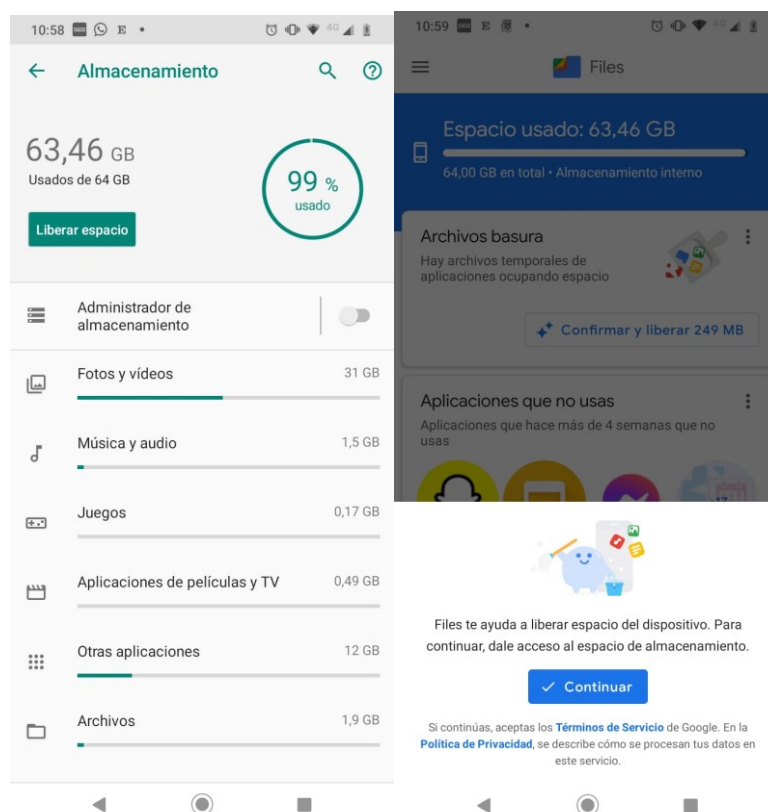 10:58
E
4G
Almacenamiento
63,46 GB
Usados de 64 GB
99 %
usado
Liberar espacio
Administrador de
almacenamiento
Fotos y vídeos
31 GB
Música y audio
1,5 GB
Juegos
0,17 GB
Aplicaciones de películas y TV
0,49 GB
Otras aplicaciones
12 GB
Archivos
1,9 GB
10:59
E
4G
Files
Espacio usado: 63,46 GB
64,00 GB en total • Almacenamiento interno
Archivos basura
Hay archivos temporales de
aplicaciones ocupando espacio
Confirmar y liberar 249 MB
Aplicaciones que no usas
Aplicaciones que hace más de 4 semanas que no
usas
Files te ayuda a liberar espacio del dispositivo. Para
continuar, dale acceso al espacio de almacenamiento.
Continuar
Si continúas, aceptas los Términos de Servicio de Google. En la
Política de Privacidad, se describe cómo se procesan tus datos en
este servicio.